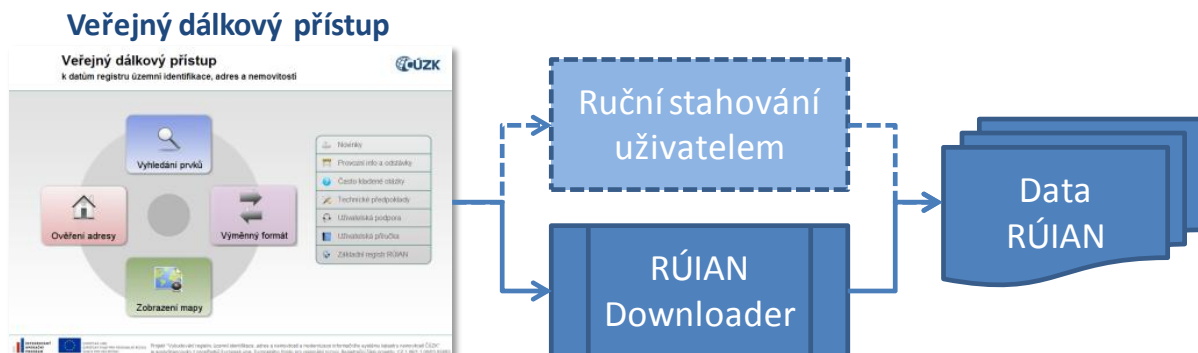 Veřejný dálkový přístup
Veřejný dálkový přístup
k datům registru územní identifikace, adres a nemovitostí
ČÚZK
Vyhledání prvků
Ověření adresy
Výměnný formát
Zobrazení mapy
Novinky
Provozní info a odstávky
Často kladené otázky
Technické předpoklady
Uživatelská podpora
Uživatelská příručka
Základní registr RÚIAN
Ruční stahování
uživatelem
RÚIAN
Downloader
Data
RÚIAN